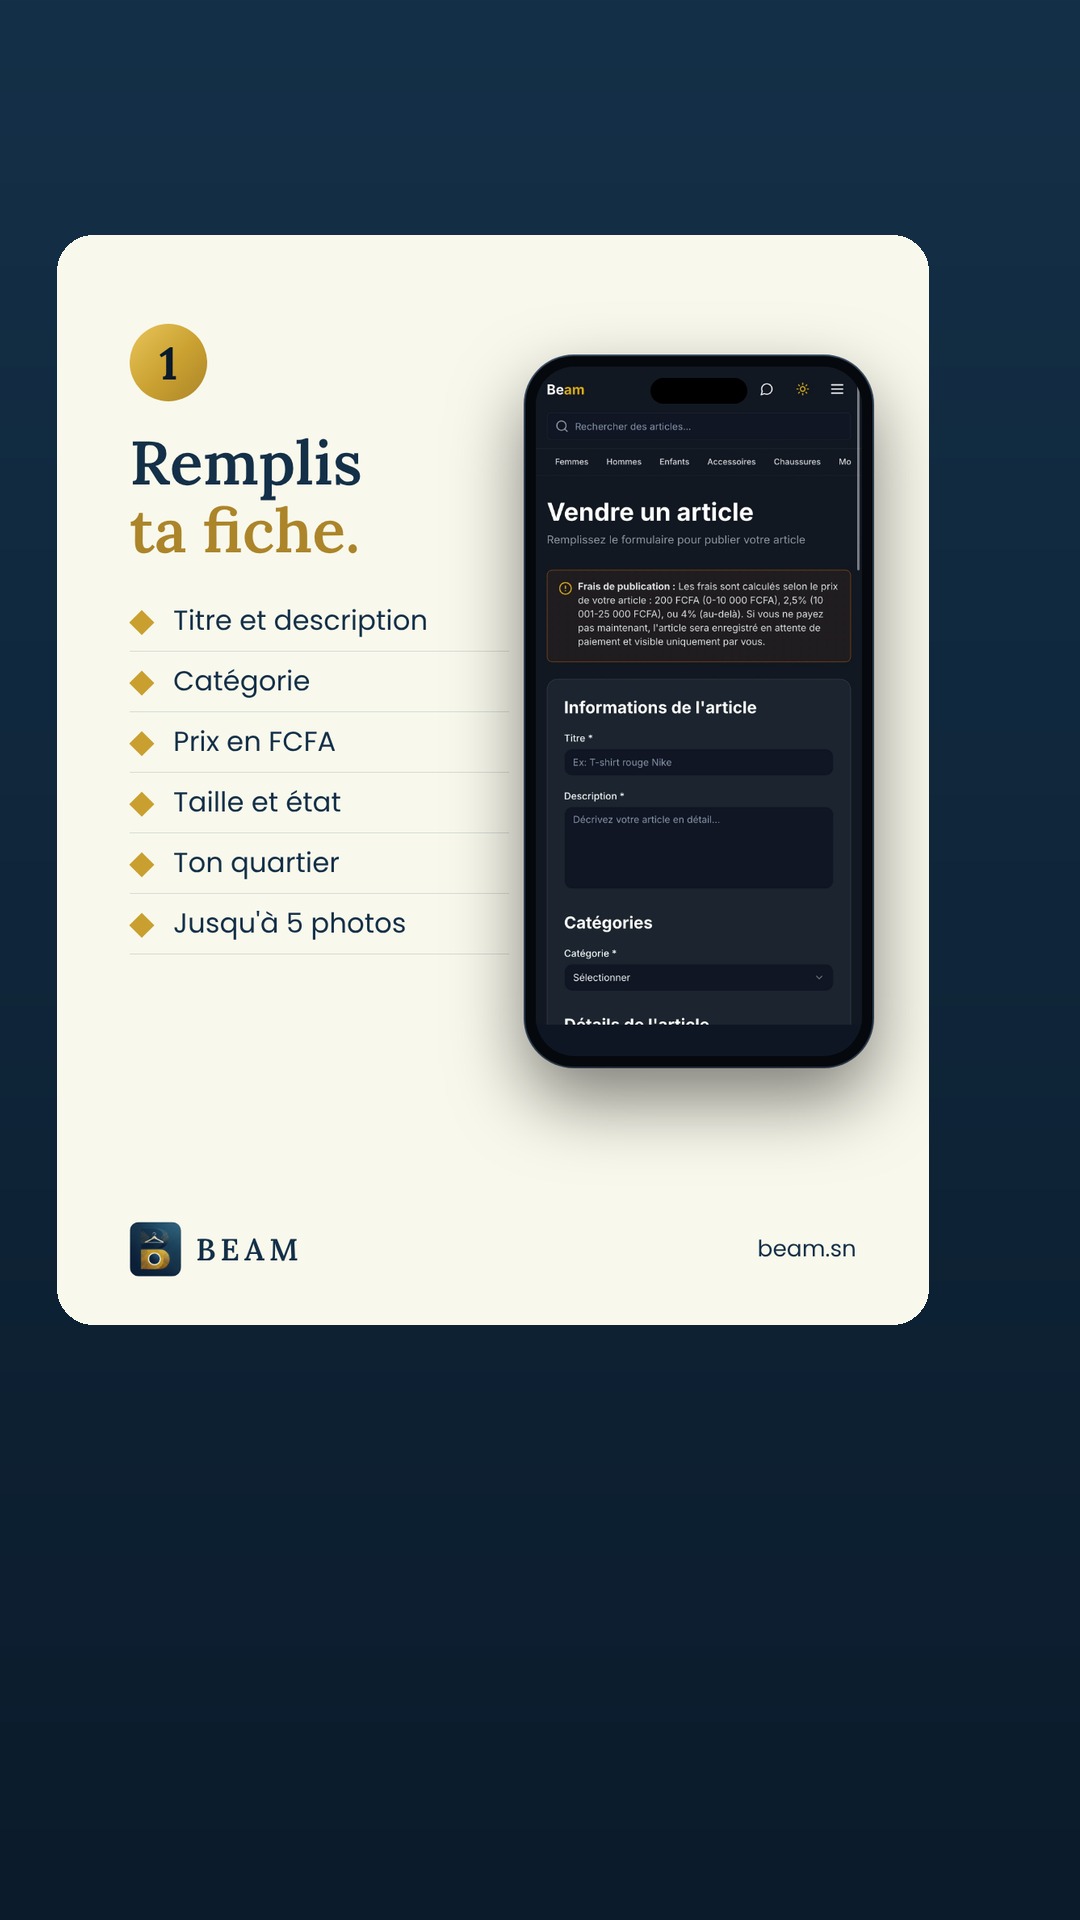 1
Remplis
ta fiche.
Titre et description
Catégorie
Prix en FCFA
Taille et état
Ton quartier
Jusqu'à 5 photos
Beam
Rechercher des articles...
Femmes Hommes Enfants Accessoires Chaussures Mo
Vendre un article
Remplissez le formulaire pour publier votre article
Frais de publication : Les frais sont calculés selon le prix
de votre article : 200 FCFA (0-10 000 FCFA), 2,5% (10
001-25 000 FCFA), ou 4% (au-delà). Si vous ne payez
pas maintenant, l'article sera enregistré en attente de
paiement et visible uniquement par vous.
Informations de l'article
Titre *
Ex: T-shirt rouge Nike
Description *
Décrivez votre article en détail...
Catégories
Catégorie *
Sélectionner
Détails de l'article
BEAM
beam.sn